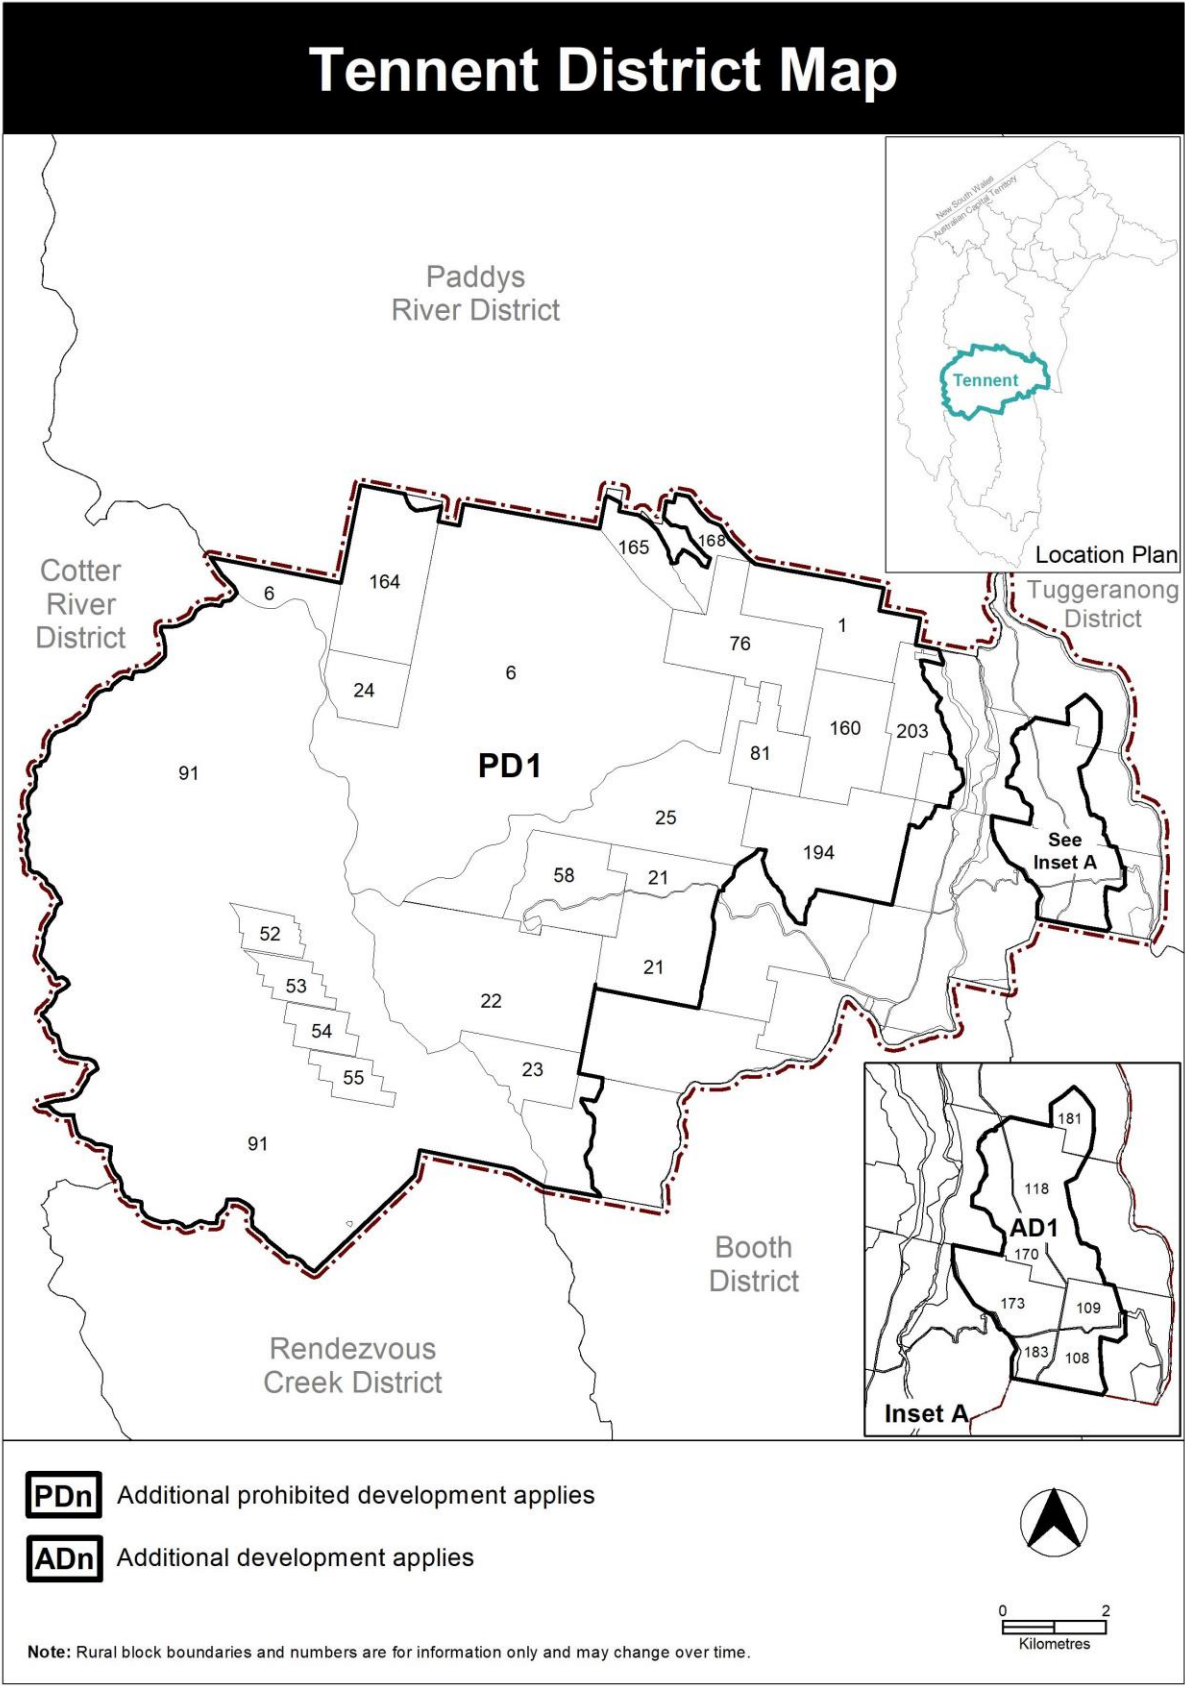 Tennent District Map
New South Wales
Australian Capital Territory
Tennent
Location Plan
Paddys
River District
Cotter
River
District
Tuggeranong
District
165
168
164
6
1
76
6
24
160
203
91
PD1
81
25
See
Inset A
194
58
21
52
21
53
22
54
55
23
91
Booth
District
Rendezvous
Creek District
181
118
AD1
170
173
109
183
108
Inset A
PDn
Additional prohibited development applies
ADn
Additional development applies
0
2
Kilometres
Note: Rural block boundaries and numbers are for information only and may change over time.